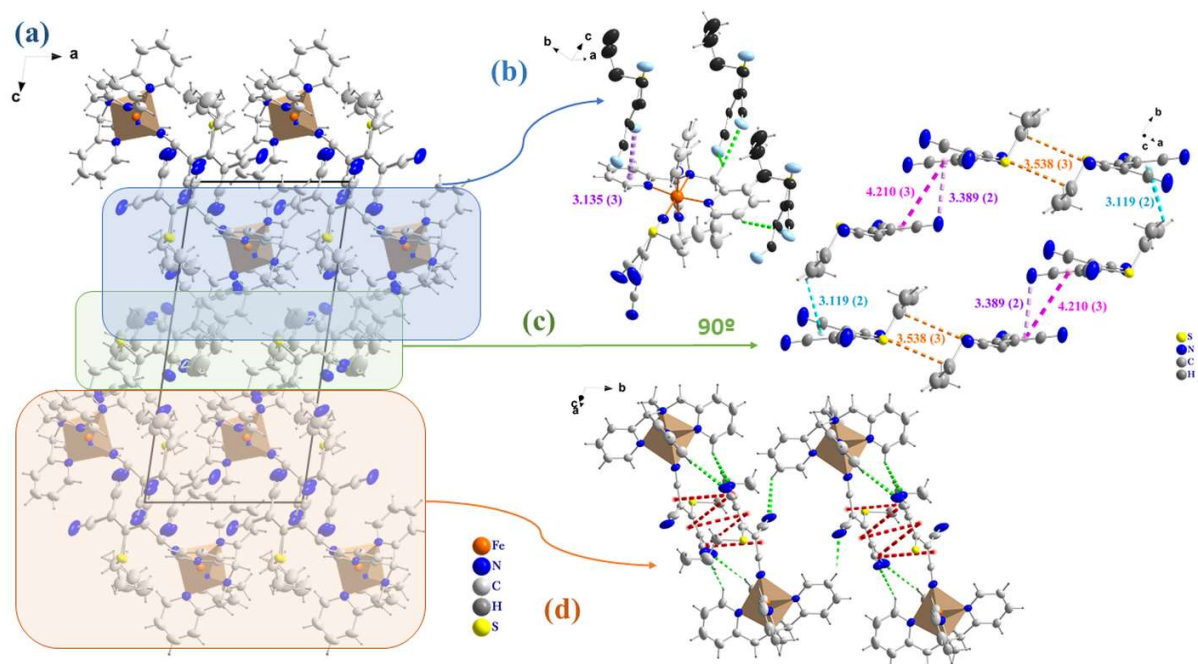 (a)
a
c
(b)
b
c
a
3.135 (3)
b
c
a
3.538 (3)
4.210 (3)
3.389 (2)
3.119 (2)
3.119 (2)
3.389 (2)
4.210 (3)
3.538 (3)
S
N
C
H
(c)
90º
c
b
a
Fe
N
C
H
S
(d)